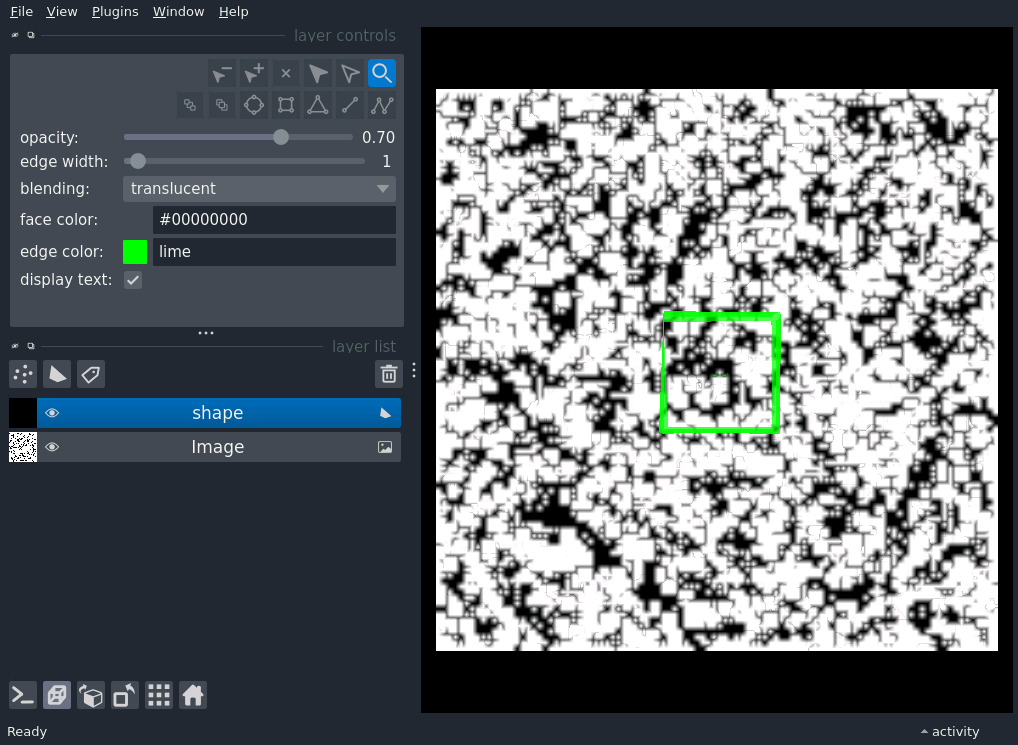 File View Plugins Window Help
layer controls
opacity: 0.70
edge width: 1
blending: translucent
face color: #00000000
edge color: lime
display text:
layer list
shape
Image
Ready
activity